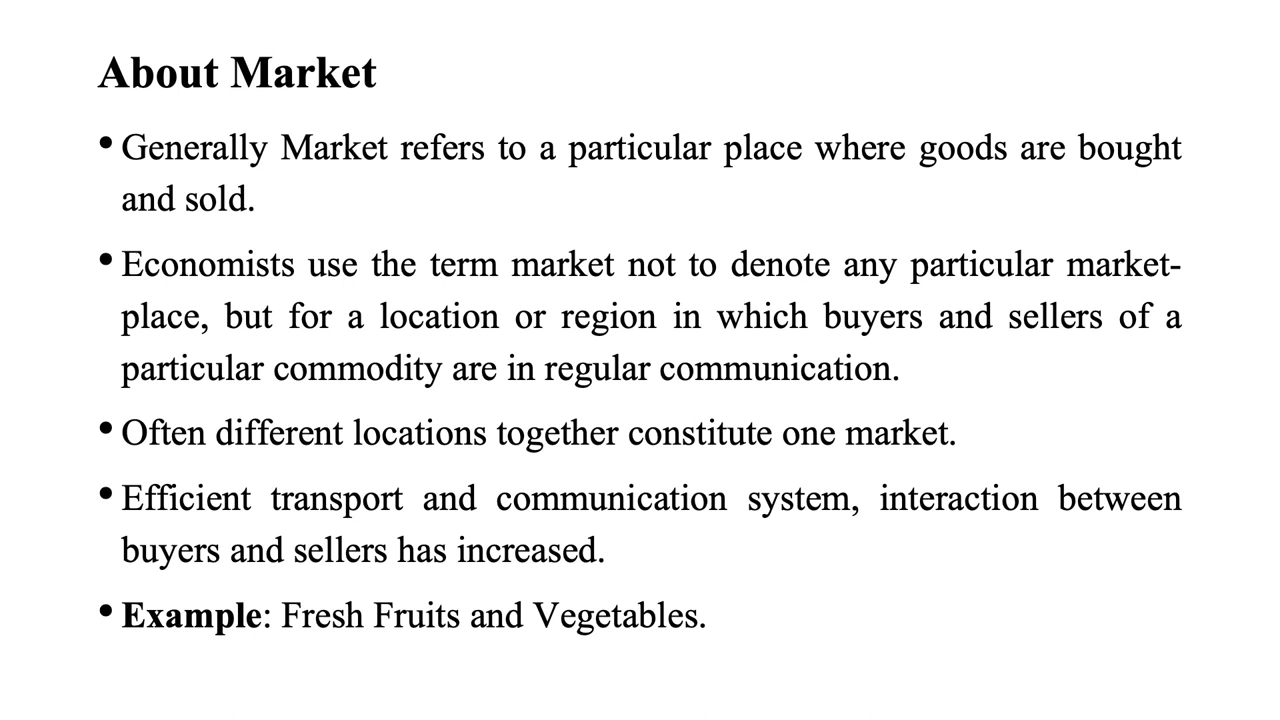 About Market
• Generally Market refers to a particular place where goods are bought
and sold.
• Economists use the term market not to denote any particular market-
place, but for a location or region in which buyers and sellers of a
particular commodity are in regular communication.
• Often different locations together constitute one market.
• Efficient transport and communication system, interaction between
buyers and sellers has increased.
• Example: Fresh Fruits and Vegetables.